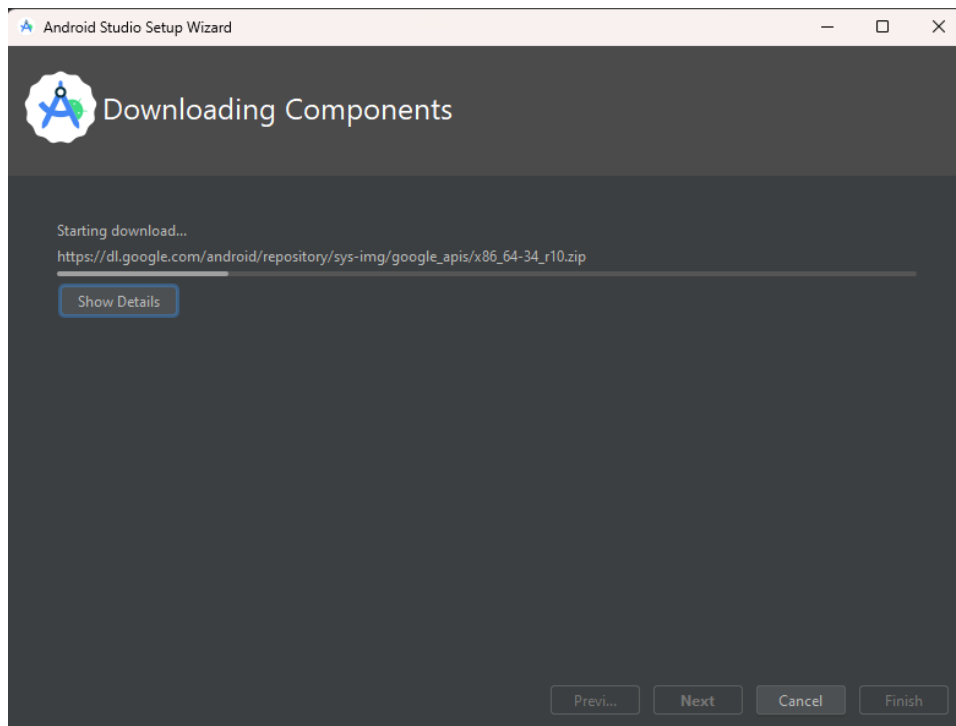 Android Studio Setup Wizard
Downloading Components
Starting download...
https://dl.google.com/android/repository/sys-img/google_apis/x86_64-34_r10.zip
Show Details
Previ... Next Cancel Finish